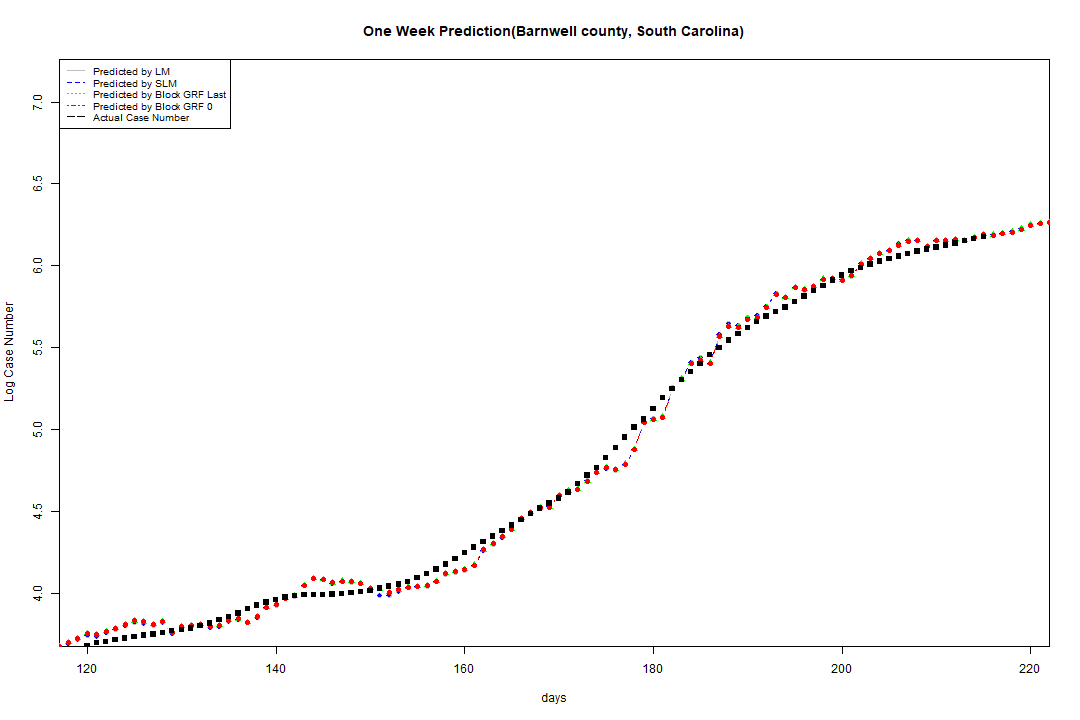 One Week Prediction(Barnwell county, South Carolina)
Predicted by LM
Predicted by SLM
Predicted by Block GRF Last
Predicted by Block GRF 0
Actual Case Number
7.0
6.5
6.0
5.5
5.0
4.5
4.0
Log Case Number
120 140 160 180 200 220
days